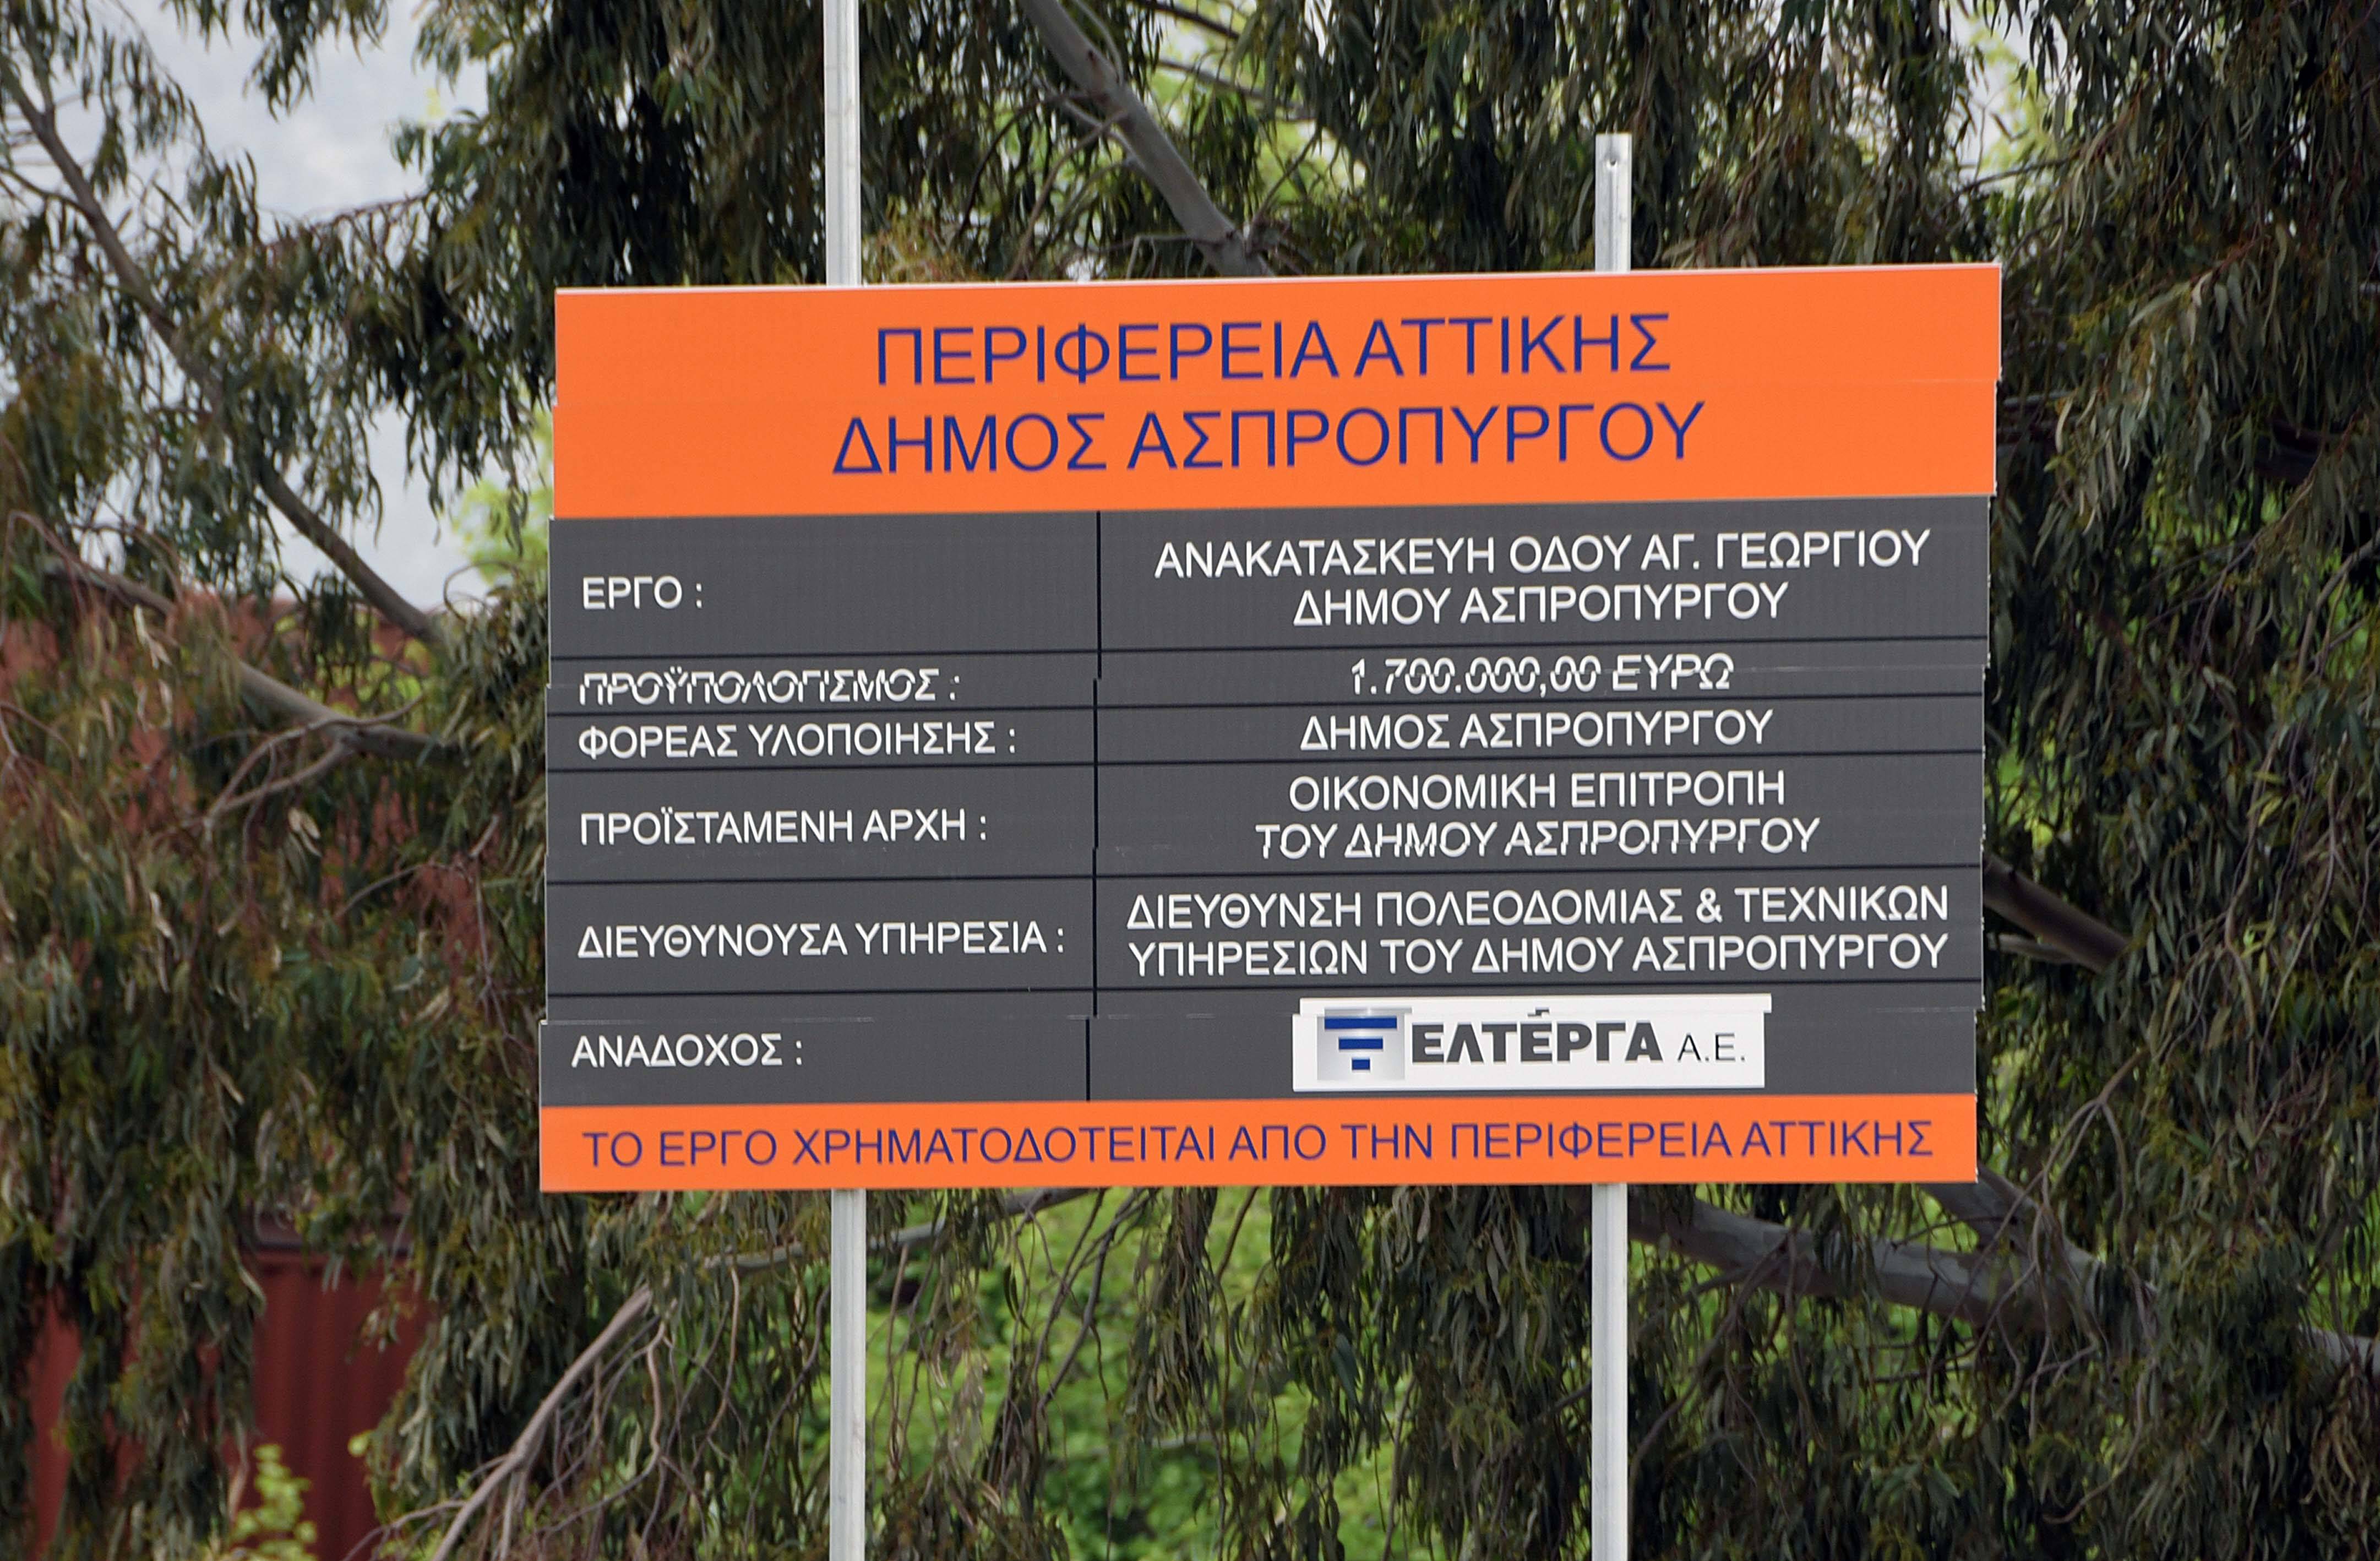 ΠΕΡΙΦΕΡΕΙΑ ΑΤΤΙΚΗΣ
ΔΗΜΟΣ ΑΣΠΡΟΠΥΡΓΟΥ
ΕΡΓΟ :
ΑΝΑΚΑΤΑΣΚΕΥΗ ΟΔΟΥ ΑΓ. ΓΕΩΡΓΙΟΥ
ΔΗΜΟΥ ΑΣΠΡΟΠΥΡΓΟΥ
ΠΡΟΫΠΟΛΟΓΙΣΜΟΣ :
1.700.000,00 ΕΥΡΩ
ΦΟΡΕΑΣ ΥΛΟΠΟΙΗΣΗΣ :
ΔΗΜΟΣ ΑΣΠΡΟΠΥΡΓΟΥ
ΠΡΟΪΣΤΑΜΕΝΗ ΑΡΧΗ :
ΟΙΚΟΝΟΜΙΚΗ ΕΠΙΤΡΟΠΗ
ΤΟΥ ΔΗΜΟΥ ΑΣΠΡΟΠΥΡΓΟΥ
ΔΙΕΥΘΥΝΟΥΣΑ ΥΠΗΡΕΣΙΑ :
ΔΙΕΥΘΥΝΣΗ ΠΟΛΕΟΔΟΜΙΑΣ & ΤΕΧΝΙΚΩΝ
ΥΠΗΡΕΣΙΩΝ ΤΟΥ ΔΗΜΟΥ ΑΣΠΡΟΠΥΡΓΟΥ
ΑΝΑΔΟΧΟΣ :
ΕΛΤΕΡΓΑ Α.Ε.
ΤΟ ΕΡΓΟ ΧΡΗΜΑΤΟΔΟΤΕΙΤΑΙ ΑΠΟ ΤΗΝ ΠΕΡΙΦΕΡΕΙΑ ΑΤΤΙΚΗΣ